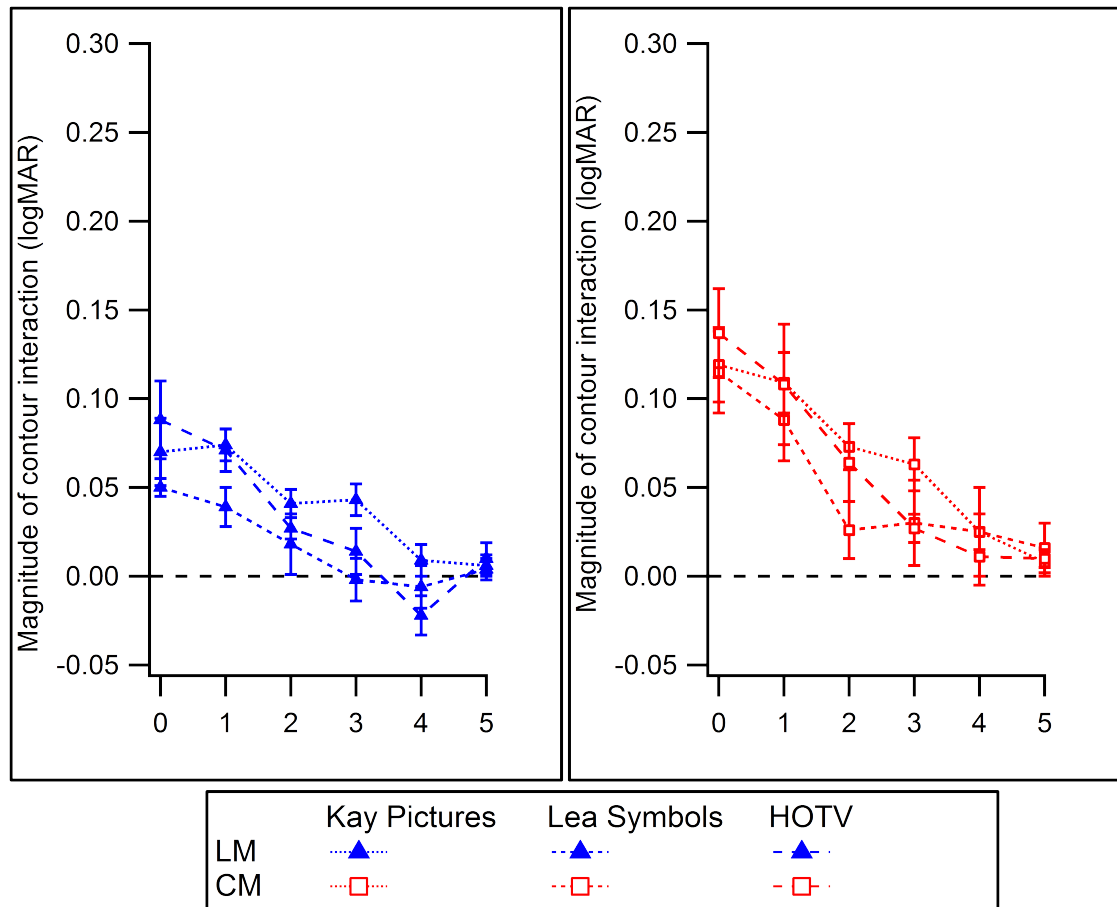 Magnitude of contour interaction (logMAR)
0.30
0.25
0.20
0.15
0.10
0.05
0.00
-0.05
0 1 2 3 4 5
Magnitude of contour interaction (logMAR)
0.30
0.25
0.20
0.15
0.10
0.05
0.00
-0.05
0 1 2 3 4 5
Kay Pictures Lea Symbols HOTV
LM
CM